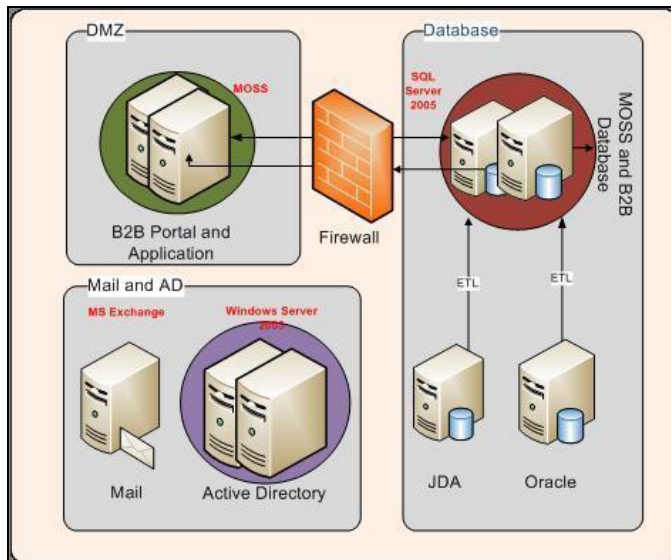 DMZ
MOSS
B2B Portal and
Application
Firewall
Database
SQL
Server
2005
MOSS and B2B
Database
ETL
ETL
JDA
Oracle
Mail and AD
MS Exchange
Windows Server
2003
Mail
Active Directory